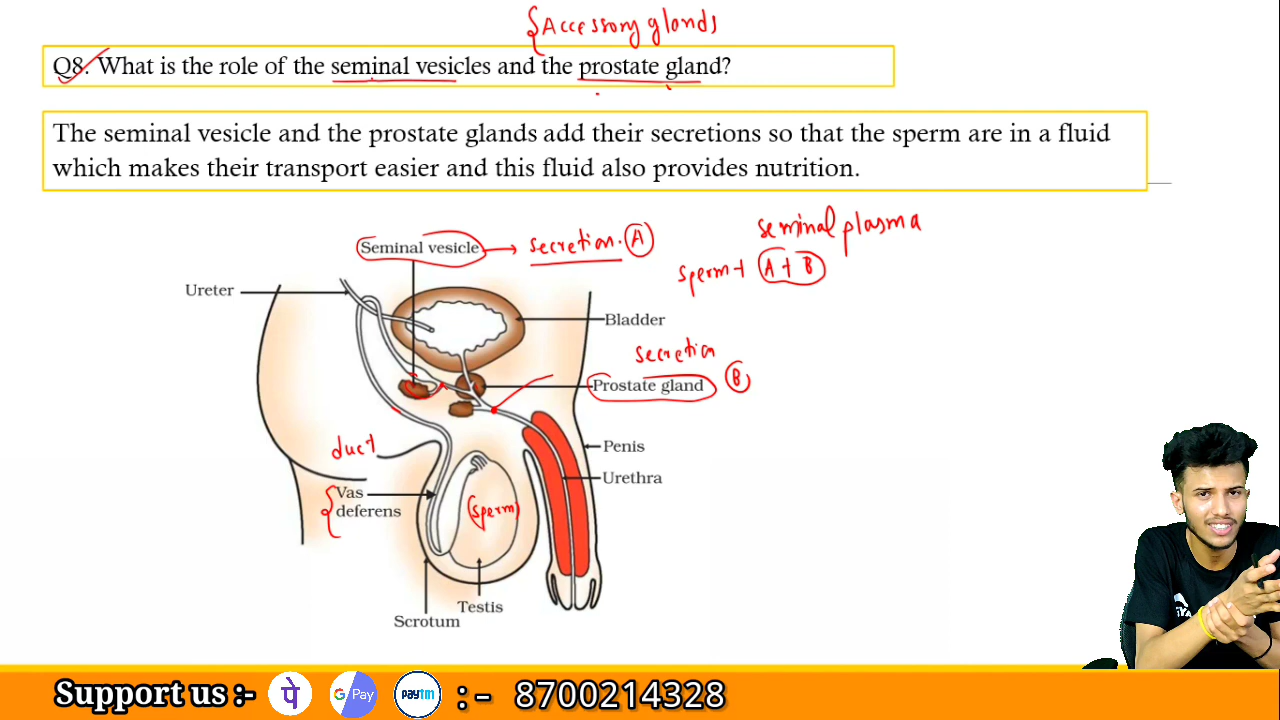 {Accessory glands
Q8. What is the role of the seminal vesicles and the prostate gland?
The seminal vesicle and the prostate glands add their secretions so that the sperm are in a fluid
which makes their transport easier and this fluid also provides nutrition.
seminal plasma
Seminal vesicle → secretion. A
sperm + A + B
Ureter
Bladder
secretion
Prostate gland B
duct
Penis
Urethra
Vas
deferens
(sperm)
Testis
Scrotum
Support us :- पे G Pay paytm :- 8700214328